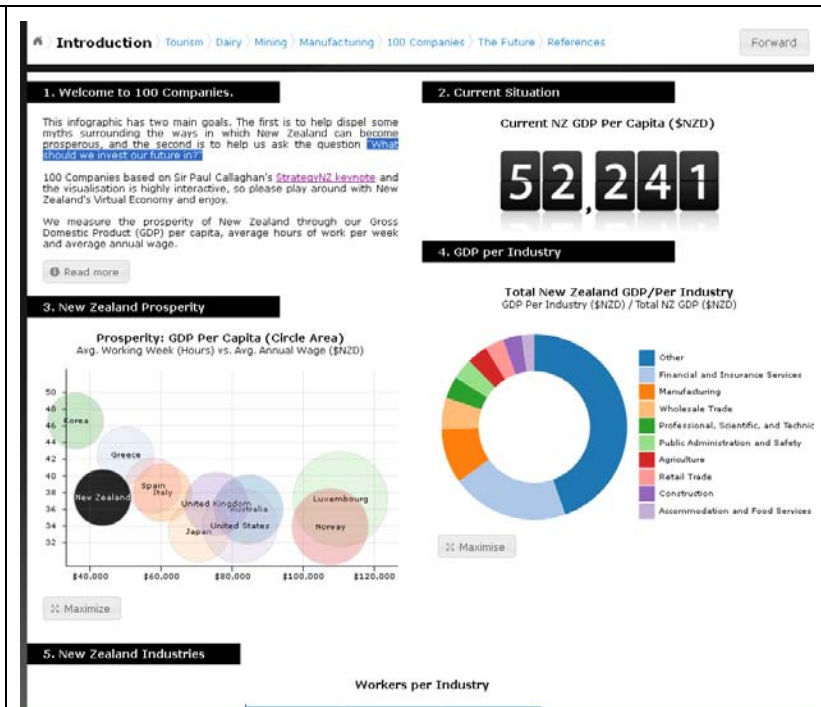 Introduction Tourism Dairy Mining Manufacturing 100 Companies The Future References Forward
1. Welcome to 100 Companies.
This infographic has two main goals. The first is to help dispel some
myths surrounding the ways in which New Zealand can become
prosperous, and the second is to help us ask the question "What
should we invest our future in?"
100 Companies based on Sir Paul Callaghan's StrategyNZ keynote and
the visualisation is highly interactive, so please play around with New
Zealand's Virtual Economy and enjoy.
We measure the prosperity of New Zealand through our Gross
Domestic Product (GDP) per capita, average hours of work per week
and average annual wage.
Read more
2. Current Situation
Current NZ GDP Per Capita ($NZD)
52,241
3. New Zealand Prosperity
Prosperity: GDP Per Capita (Circle Area)
Avg. Working Week (Hours) vs. Avg. Annual Wage ($NZD)
50
48
46
44
42
40
38
36
34
32
Korea
Greece
Spain
Italy
New Zealand
United Kingdom
Australia
Luxembourg
Japan
United States
Norway
$40,000 $60,000 $80,000 $100,000 $120,000
Maximize
4. GDP per Industry
Total New Zealand GDP/Per Industry
GDP Per Industry ($NZD) / Total NZ GDP ($NZD)
Other
Financial and Insurance Services
Manufacturing
Wholesale Trade
Professional, Scientific, and Technic
Public Administration and Safety
Agriculture
Retail Trade
Construction
Accommodation and Food Services
Maximise
5. New Zealand Industries
Workers per Industry